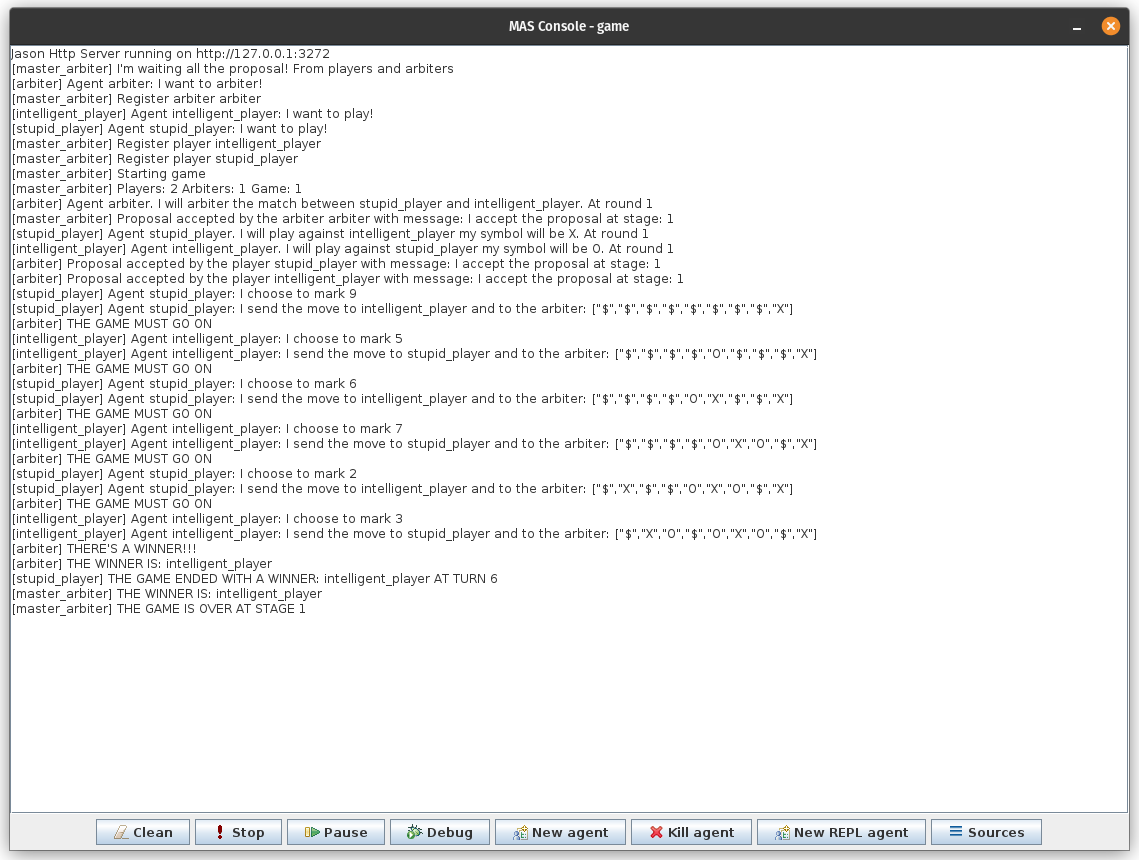 MAS Console - game
Jason Http Server running on http://127.0.0.1:3272
[master_arbiter] I'm waiting all the proposal! From players and arbiters
[arbiter] Agent arbiter: I want to arbiter!
[master_arbiter] Register arbiter arbiter
[intelligent_player] Agent intelligent_player: I want to play!
[stupid_player] Agent stupid_player: I want to play!
[master_arbiter] Register player intelligent_player
[master_arbiter] Register player stupid_player
[master_arbiter] Starting game
[master_arbiter] Players: 2 Arbiters: 1 Game: 1
[arbiter] Agent arbiter. I will arbiter the match between stupid_player and intelligent_player. At round 1
[master_arbiter] Proposal accepted by the arbiter arbiter with message: I accept the proposal at stage: 1
[stupid_player] Agent stupid_player. I will play against intelligent_player my symbol will be X. At round 1
[intelligent_player] Agent intelligent_player. I will play against stupid_player my symbol will be O. At round 1
[arbiter] Proposal accepted by the player stupid_player with message: I accept the proposal at stage: 1
[arbiter] Proposal accepted by the player intelligent_player with message: I accept the proposal at stage: 1
[stupid_player] Agent stupid_player: I choose to mark 9
[stupid_player] Agent stupid_player: I send the move to intelligent_player and to the arbiter: ["$","$","$","$","$","$","$","$","X"]
[arbiter] THE GAME MUST GO ON
[intelligent_player] Agent intelligent_player: I choose to mark 5
[intelligent_player] Agent intelligent_player: I send the move to stupid_player and to the arbiter: ["$","$","$","$","O","$","$","$","X"]
[arbiter] THE GAME MUST GO ON
[stupid_player] Agent stupid_player: I choose to mark 6
[stupid_player] Agent stupid_player: I send the move to intelligent_player and to the arbiter: ["$","$","$","$","O","X","$","$","X"]
[arbiter] THE GAME MUST GO ON
[intelligent_player] Agent intelligent_player: I choose to mark 7
[intelligent_player] Agent intelligent_player: I send the move to stupid_player and to the arbiter: ["$","$","$","$","O","X","O","$","X"]
[arbiter] THE GAME MUST GO ON
[stupid_player] Agent stupid_player: I choose to mark 2
[stupid_player] Agent stupid_player: I send the move to intelligent_player and to the arbiter: ["$","X","$","$","O","X","O","$","X"]
[arbiter] THE GAME MUST GO ON
[intelligent_player] Agent intelligent_player: I choose to mark 3
[intelligent_player] Agent intelligent_player: I send the move to stupid_player and to the arbiter: ["$","X","O","$","O","X","O","$","X"]
[arbiter] THERE'S A WINNER!!!
[arbiter] THE WINNER IS: intelligent_player
[stupid_player] THE GAME ENDED WITH A WINNER: intelligent_player AT TURN 6
[master_arbiter] THE WINNER IS: intelligent_player
[master_arbiter] THE GAME IS OVER AT STAGE 1
Clean Stop Pause Debug New agent Kill agent New REPL agent Sources